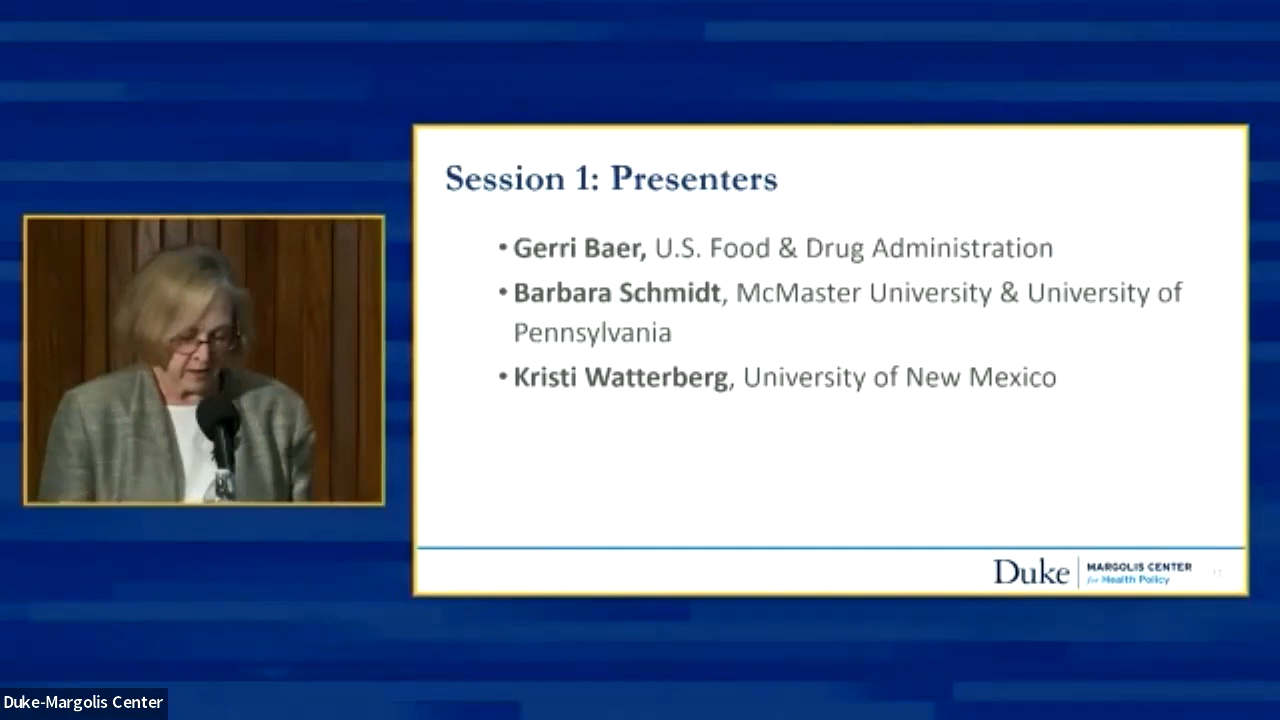 Session 1: Presenters
• Gerri Baer, U.S. Food & Drug Administration
• Barbara Schmidt, McMaster University & University of
Pennsylvania
• Kristi Watterberg, University of New Mexico
Duke MARGOLIS CENTER
for Health Policy
Duke-Margolis Center